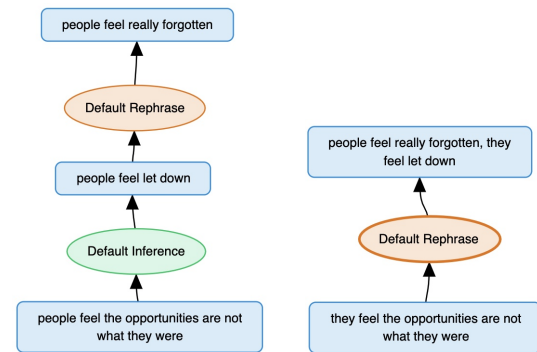 people feel really forgotten
Default Rephrase
people feel let down
Default Inference
people feel the opportunities are not
what they were
people feel really forgotten, they
feel let down
Default Rephrase
they feel the opportunities are not
what they were